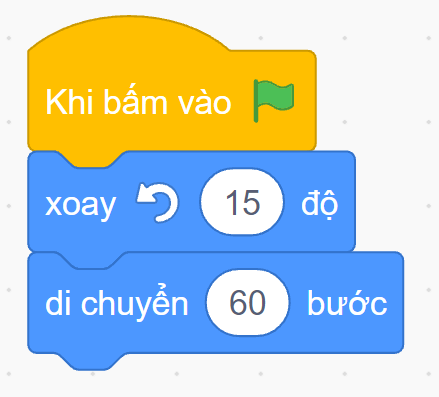 Khi bấm vào
xoay 15 độ
di chuyển 60 bước